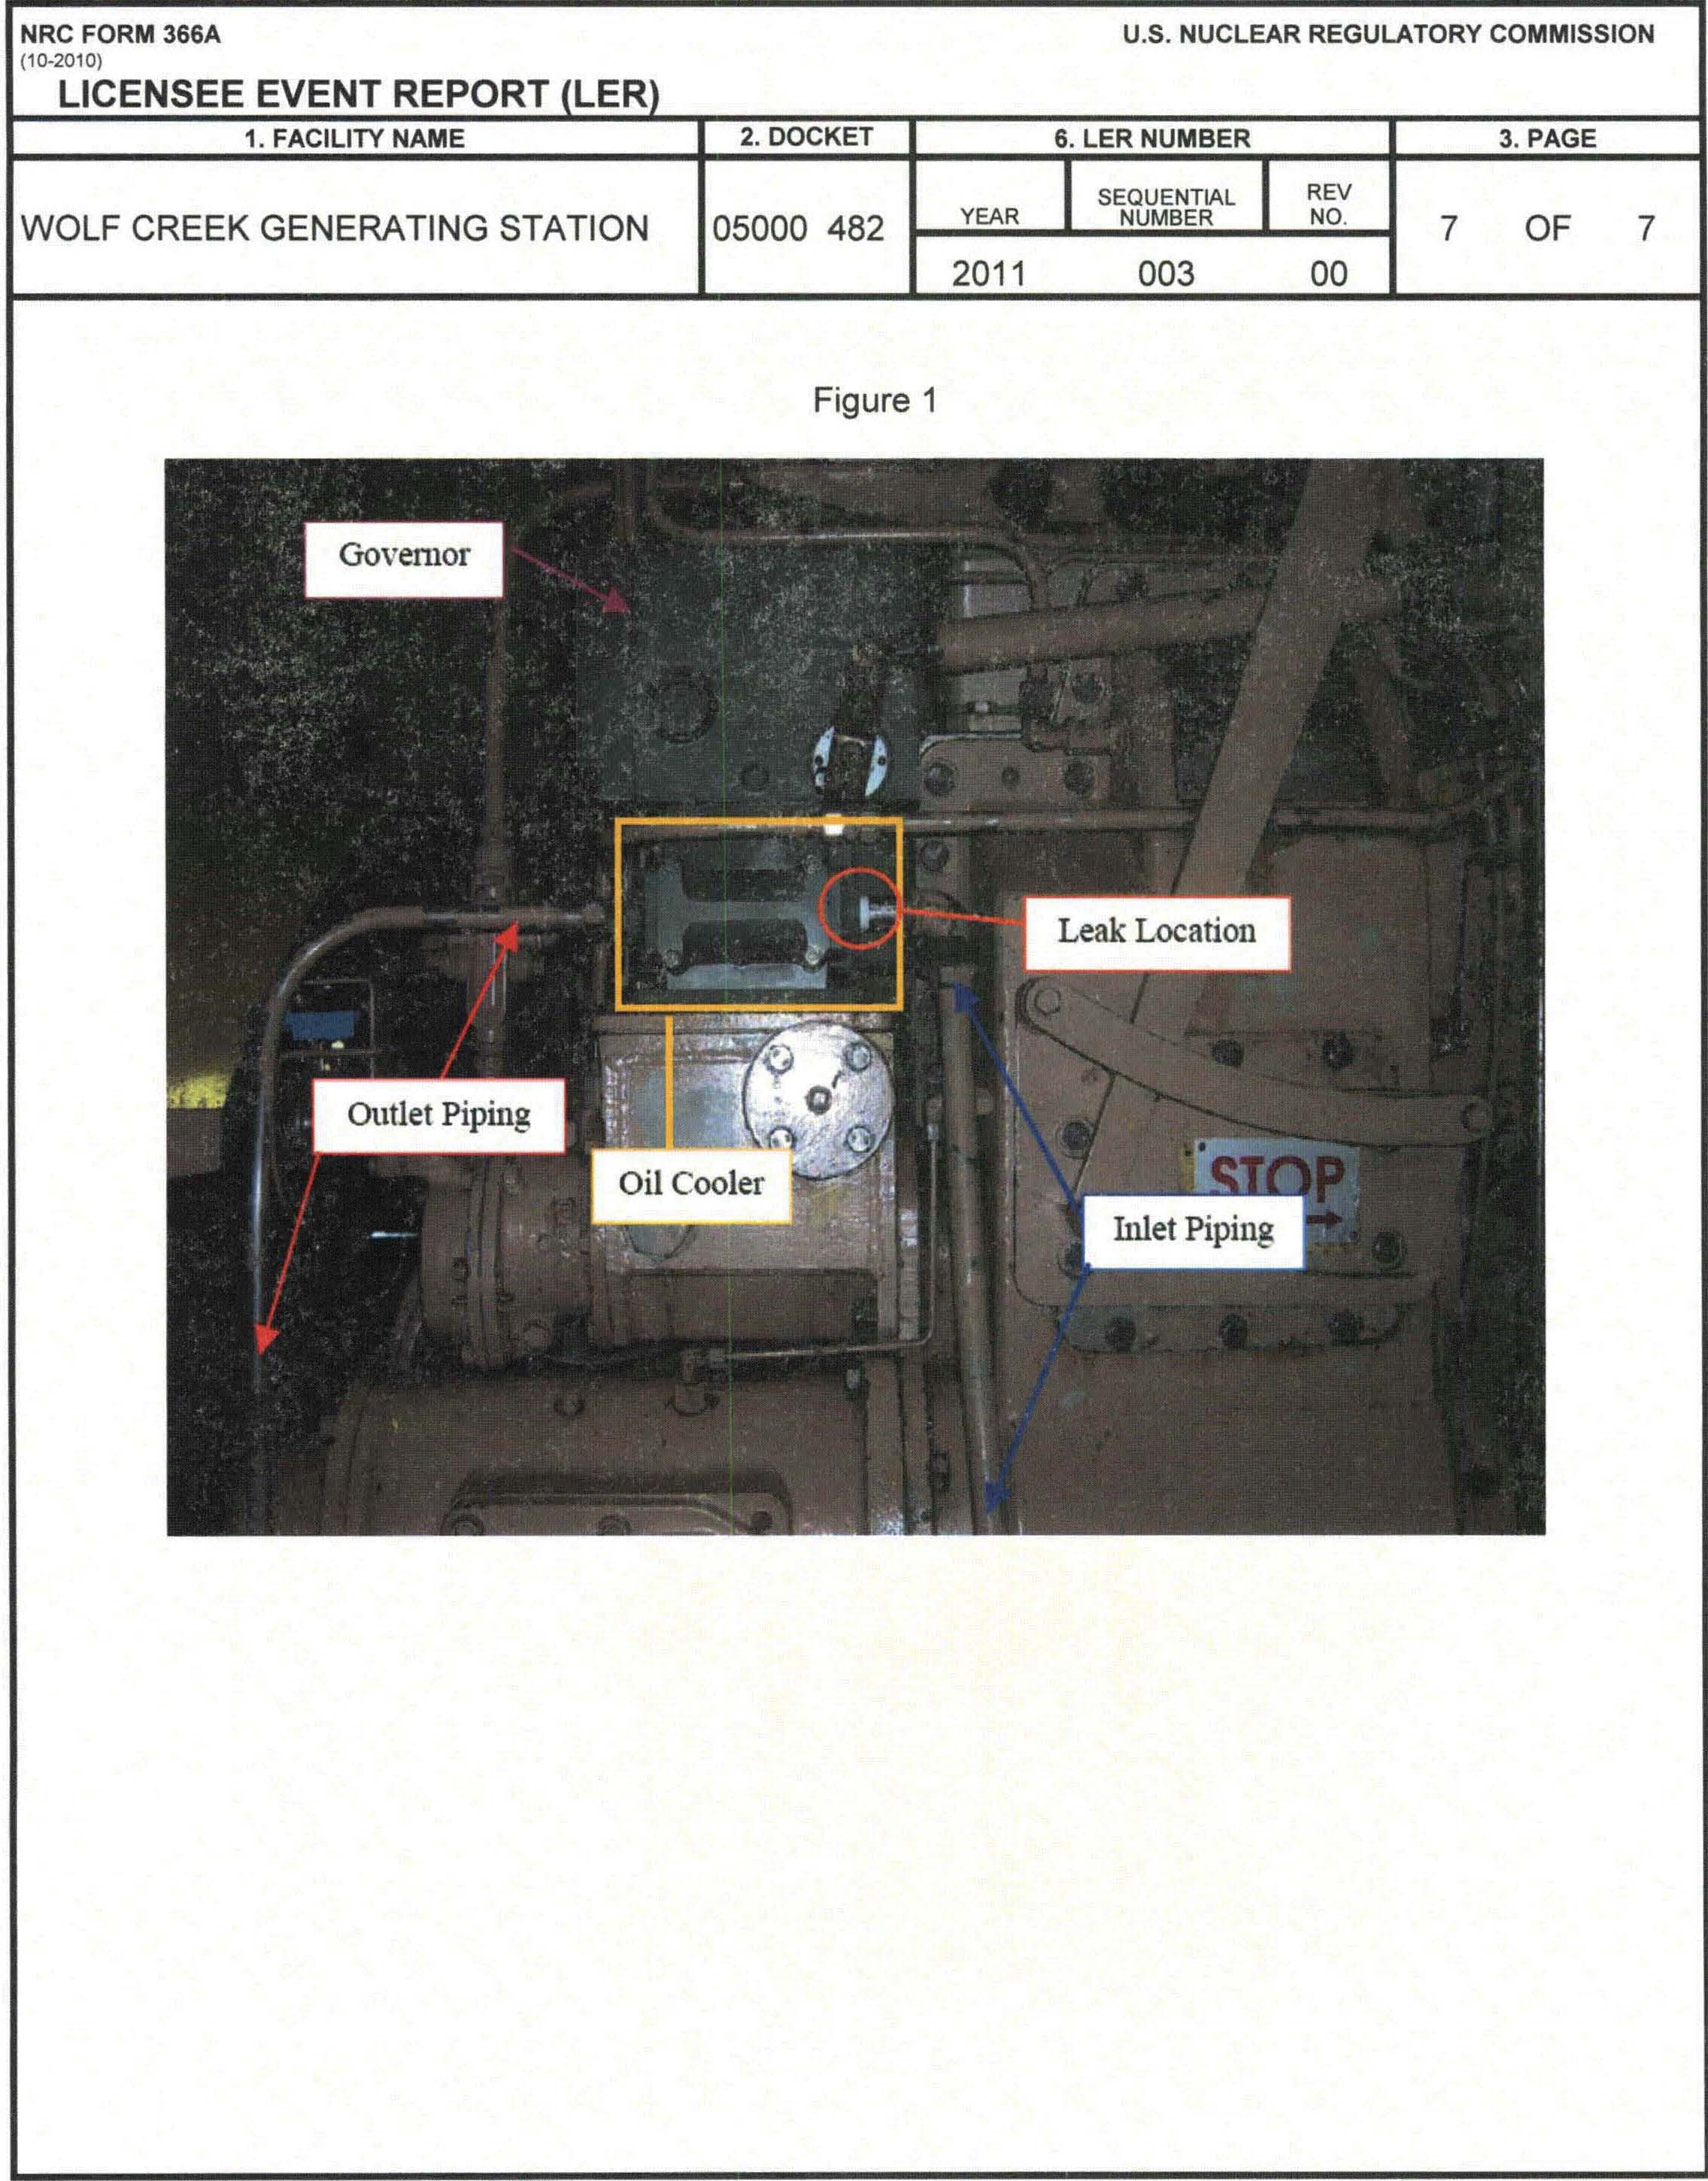 NRC FORM 366A
U.S. NUCLEAR REGULATORY COMMISSION
(10-2010)
LICENSEE EVENT REPORT (LER)
1. FACILITY NAME
2. DOCKET
6. LER NUMBER
3. PAGE
WOLF CREEK GENERATING STATION
05000 482
YEAR
SEQUENTIAL
NUMBER
REV
NO.
2011
003
00
7 OF 7
Figure 1
Governor
Leak Location
Outlet Piping
Oil Cooler
STOP
Inlet Piping